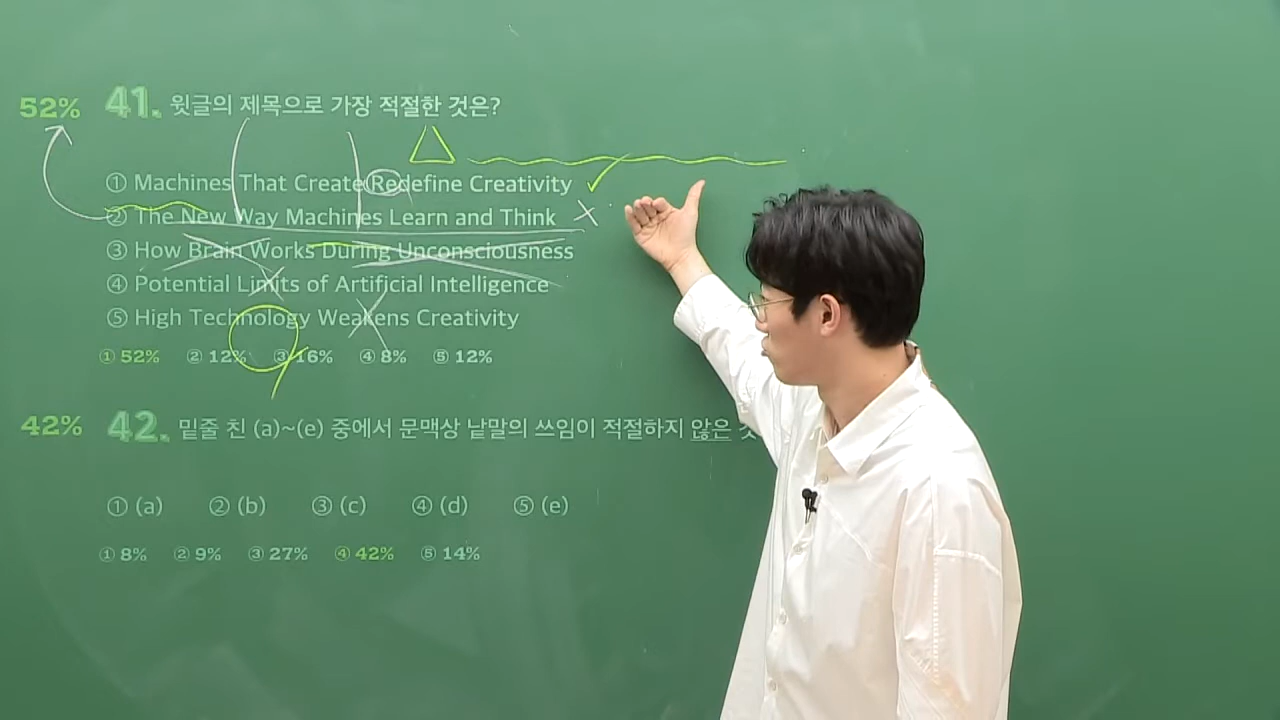 52% 41. 윗글의 제목으로 가장 적절한 것은?
① Machines That Create Redefine Creativity
② The New Way Machines Learn and Think
③ How Brain Works During Unconsciousness
④ Potential Limits of Artificial Intelligence
⑤ High Technology Weakens Creativity
① 52% ② 12% ③ 16% ④ 8% ⑤ 12%
42% 42. 밑줄 친 (a)~(e) 중에서 문맥상 낱말의 쓰임이 적절하지 않은
① (a) ② (b) ③ (c) ④ (d) ⑤ (e)
① 8% ② 9% ③ 27% ④ 42% ⑤ 14%